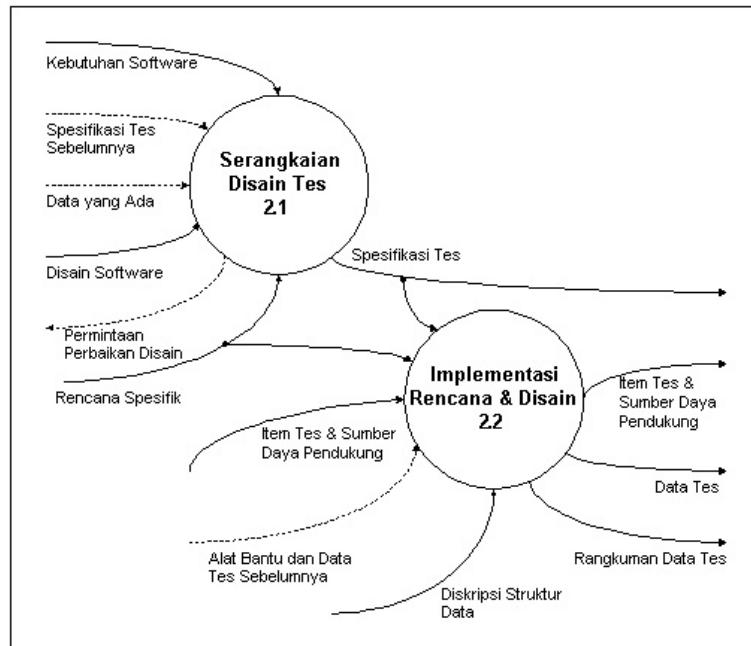 Kebutuhan Software
Spesifikasi Tes
Sebelumnya
Serangkaian
Disain Tes
2.1
Data yang Ada
Disain Software
Spesifikasi Tes
Permintaan
Perbaikan Disain
Rencana Spesifik
Implementasi
Rencana & Disain
2.2
Item Tes &
Sumber Daya
Pendukung
Item Tes & Sumber
Daya Pendukung
Data Tes
Alat Bantu dan Data
Tes Sebelumnya
Rangkuman Data Tes
Diskripsi Struktur
Data